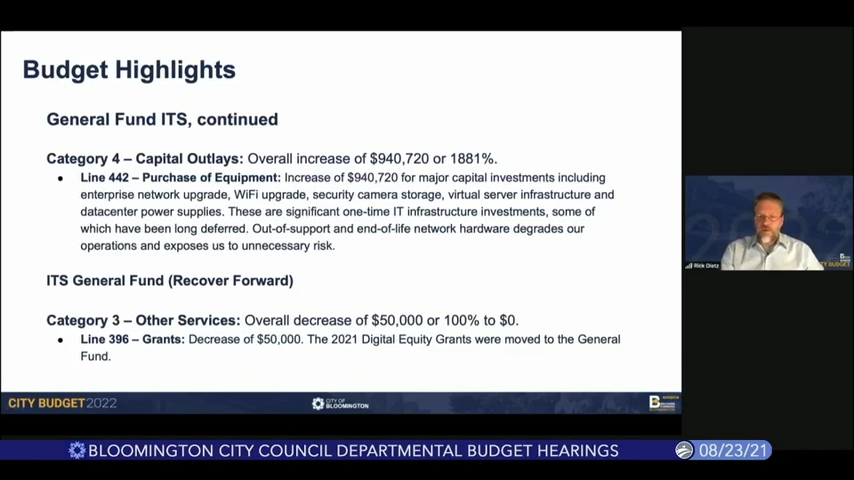 Budget Highlights
General Fund ITS, continued
Category 4 – Capital Outlays: Overall increase of $940,720 or 1881%.
● Line 442 – Purchase of Equipment: Increase of $940,720 for major capital investments including
enterprise network upgrade, WiFi upgrade, security camera storage, virtual server infrastructure and
datacenter power supplies. These are significant one-time IT infrastructure investments, some of
which have been long deferred. Out-of-support and end-of-life network hardware degrades our
operations and exposes us to unnecessary risk.
ITS General Fund (Recover Forward)
Category 3 – Other Services: Overall decrease of $50,000 or 100% to $0.
● Line 396 – Grants: Decrease of $50,000. The 2021 Digital Equity Grants were moved to the General
Fund.
CITY BUDGET2022
CITY OF
BLOOMINGTON
Rick Dietz
2022
CITY BUDGET
BLOOMINGTON CITY COUNCIL DEPARTMENTAL BUDGET HEARINGS
08/23/21